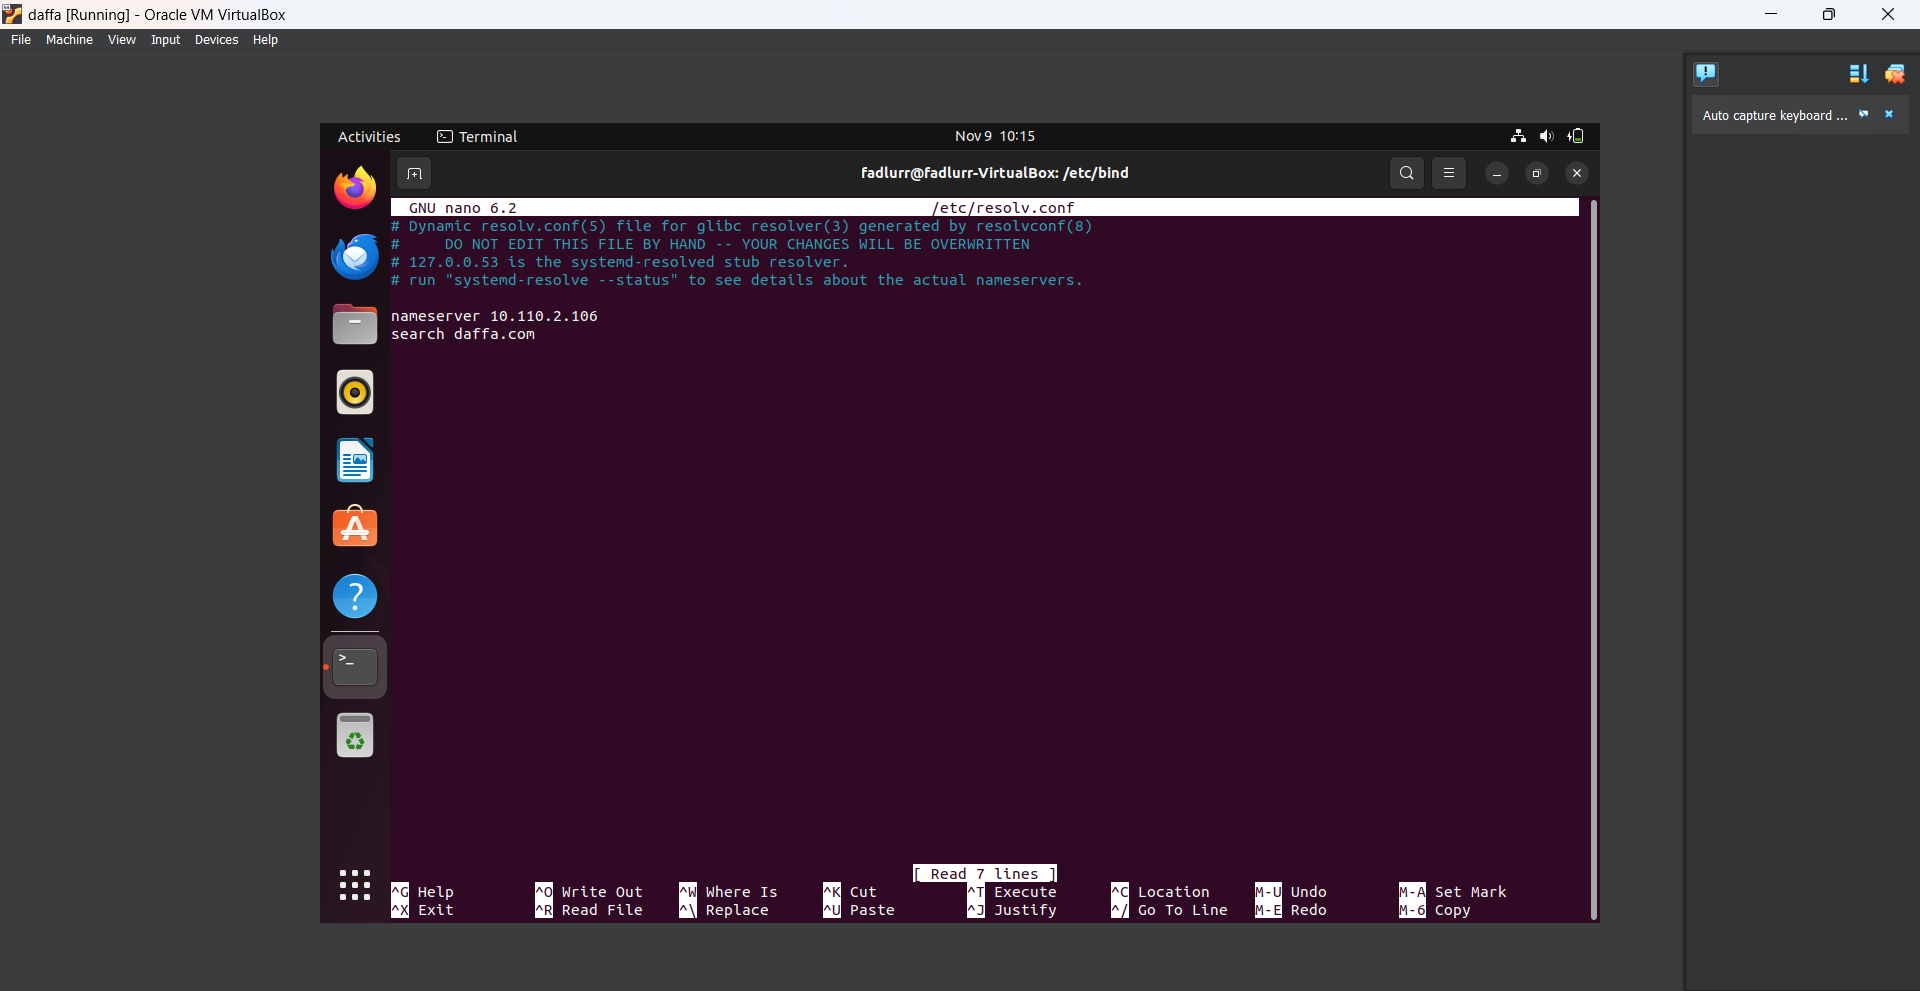 daffa [Running] - Oracle VM VirtualBox
File Machine View Input Devices Help
Auto capture keyboard ...
Activities Terminal Nov 9 10:15
fadlurr@fadlurr-VirtualBox: /etc/bind
GNU nano 6.2 /etc/resolv.conf
# Dynamic resolv.conf(5) file for glibc resolver(3) generated by resolvconf(8)
# DO NOT EDIT THIS FILE BY HAND -- YOUR CHANGES WILL BE OVERWRITTEN
# 127.0.0.53 is the systemd-resolved stub resolver.
# run "systemd-resolve --status" to see details about the actual nameservers.
nameserver 10.110.2.106
search daffa.com
[ Read 7 lines ]
^G Help ^O Write Out ^W Where Is ^K Cut ^T Execute ^C Location M-U Undo M-A Set Mark
^X Exit ^R Read File ^\ Replace ^U Paste ^J Justify ^/ Go To Line M-E Redo M-6 Copy